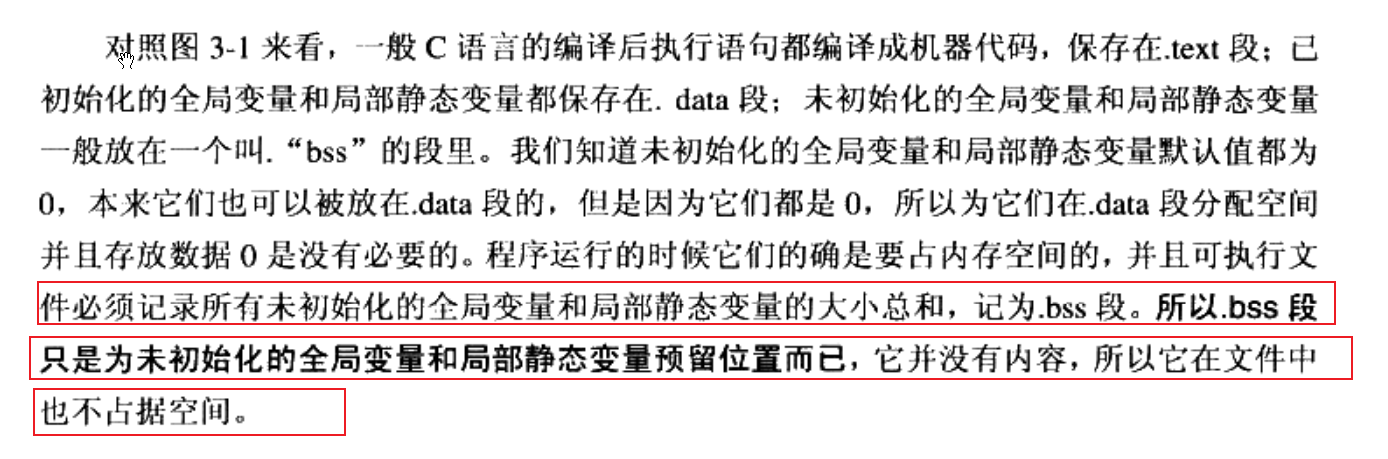 对照图 3-1 来看，一般 C 语言的编译后执行语句都编译成机器代码，保存在.text 段；已
初始化的全局变量和局部静态变量都保存在. data 段；未初始化的全局变量和局部静态变量
一般放在一个叫.“bss”的段里。我们知道未初始化的全局变量和局部静态变量默认值都为
0，本来它们也可以被放在.data 段的，但是因为它们都是 0，所以为它们在.data 段分配空间
并且存放数据 0 是没有必要的。程序运行的时候它们的确是要占内存空间的，并且可执行文
件必须记录所有未初始化的全局变量和局部静态变量的大小总和，记为.bss 段。所以.bss 段
只是为未初始化的全局变量和局部静态变量预留位置而已，它并没有内容，所以它在文件中
也不占据空间。